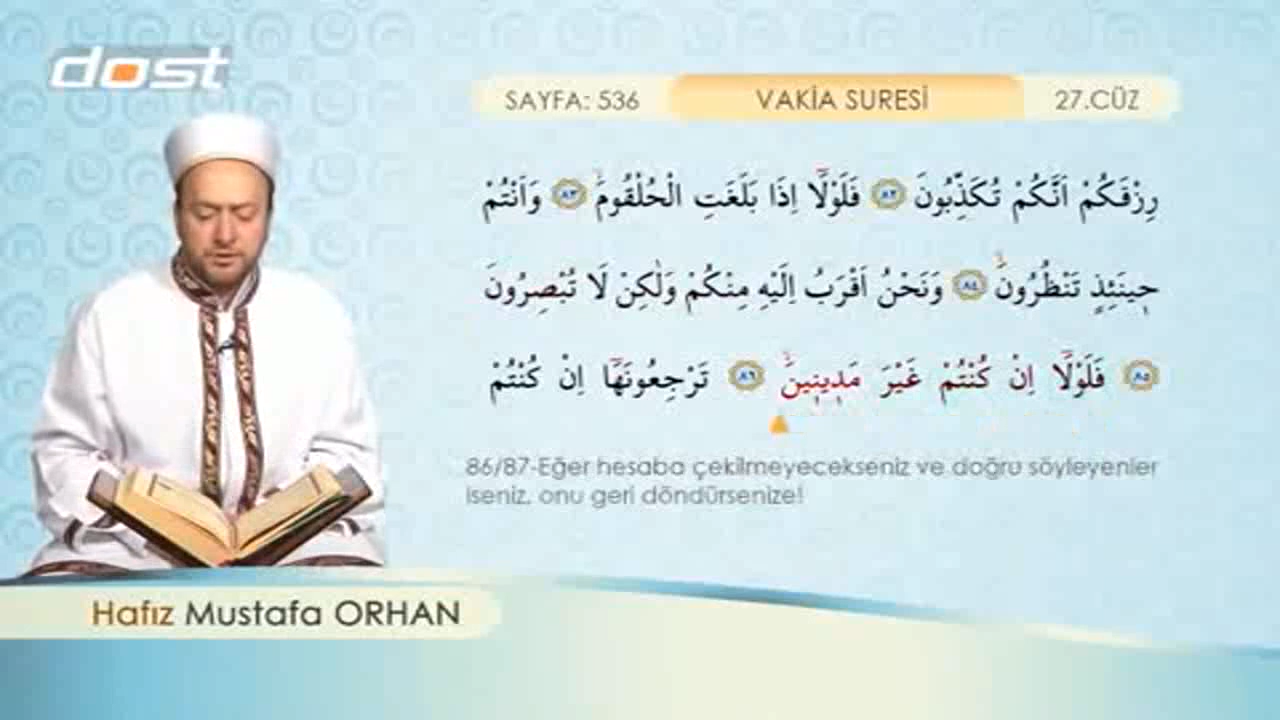 dost
SAYFA: 536 VAKİA SURESİ 27.CÜZ
رِزْقَكُمْ اَنَّكُمْ تُكَذِّبُونَ ﴿٨٢﴾ فَلَوْلَٓا اِذَا بَلَغَتِ الْحُلْقُومَۙ ﴿٨٣﴾ وَاَنْتُمْ
ح۪ينَئِذٍ تَنْظُرُونَۙ ﴿٨٤﴾ وَنَحْنُ اَقْرَبُ اِلَيْهِ مِنْكُمْ وَلٰكِنْ لَا تُبْصِرُونَ
﴿٨٥﴾ فَلَوْلَٓا اِنْ كُنْتُمْ غَيْرَ مَد۪ين۪ينَۙ ﴿٨٦﴾ تَرْجِعُونَهَٓا اِنْ كُنْتُمْ
86/87-Eğer hesaba çekilmeyecekseniz ve doğru söyleyenler
iseniz, onu geri döndürsenize!
Hafız Mustafa ORHAN